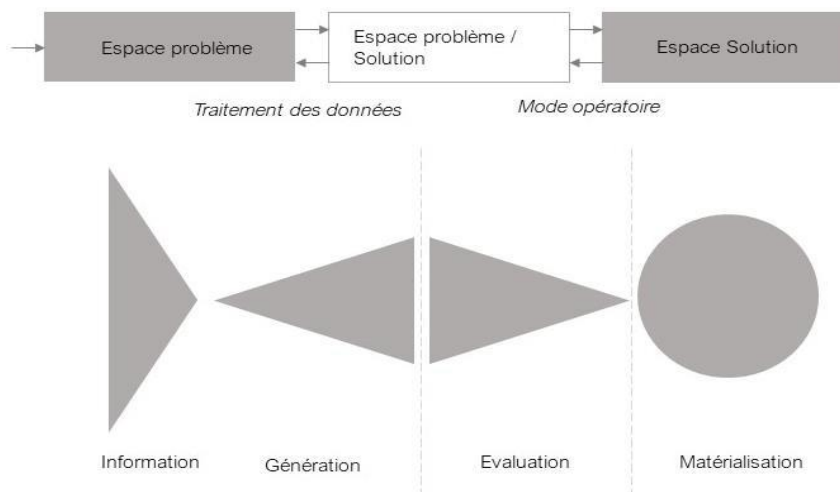 Espace problème
Espace problème /
Solution
Espace Solution
Traitement des données
Mode opératoire
Information
Génération
Evaluation
Matérialisation